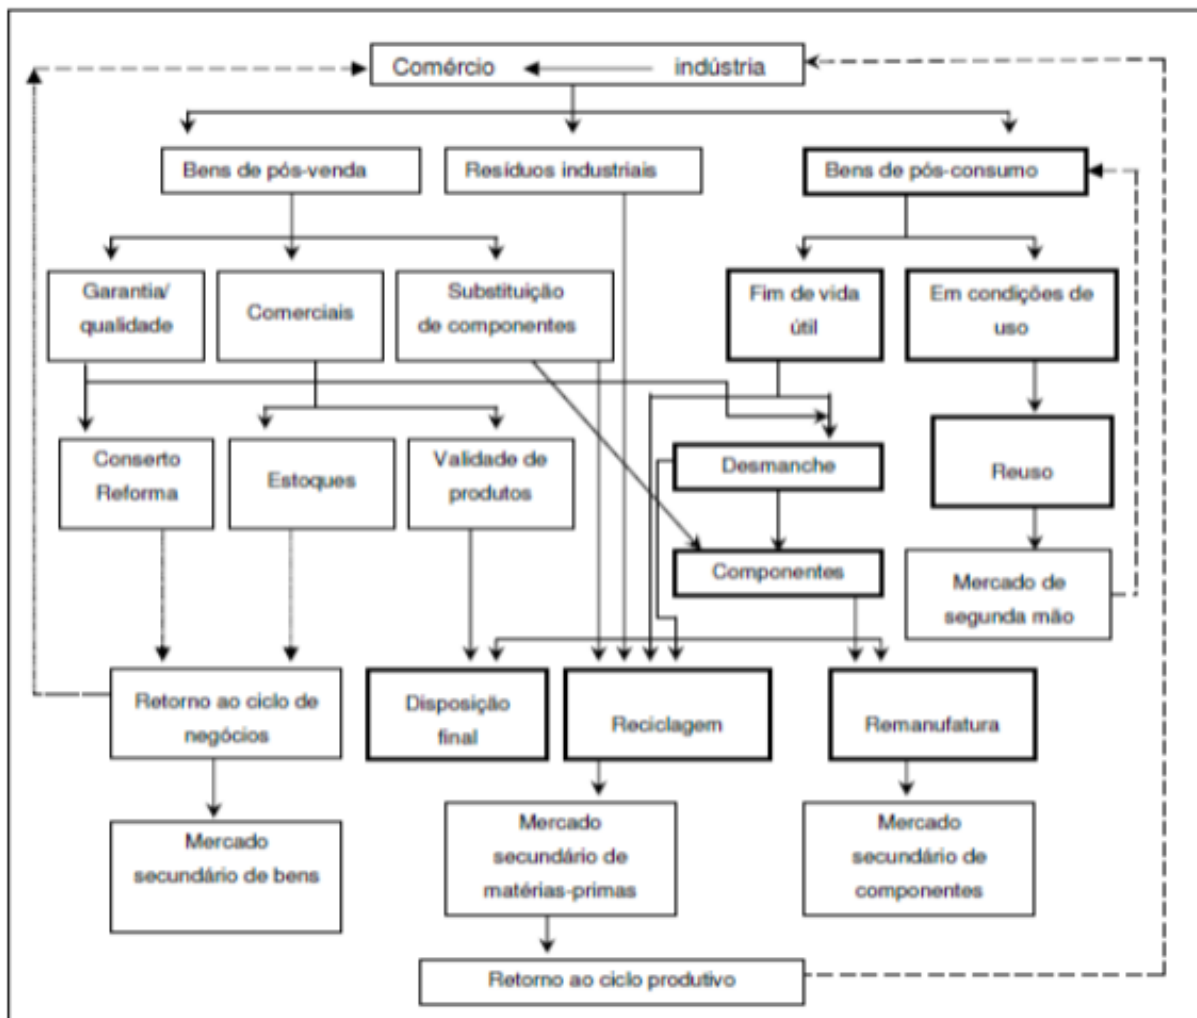 Comércio indústria
Bens de pós-venda
Resíduos industriais
Bens de pós-consumo
Garantia/
qualidade
Comerciais
Substituição
de componentes
Fim de vida
útil
Em condições de
uso
Conserto
Reforma
Estoques
Validade de
produtos
Desmanche
Reuso
Componentes
Mercado de
segunda mão
Retorno ao ciclo de
negócios
Disposição
final
Reciclagem
Remanufatura
Mercado
secundário de bens
Mercado
secundário de
matérias-primas
Mercado
secundário de
componentes
Retorno ao ciclo produtivo